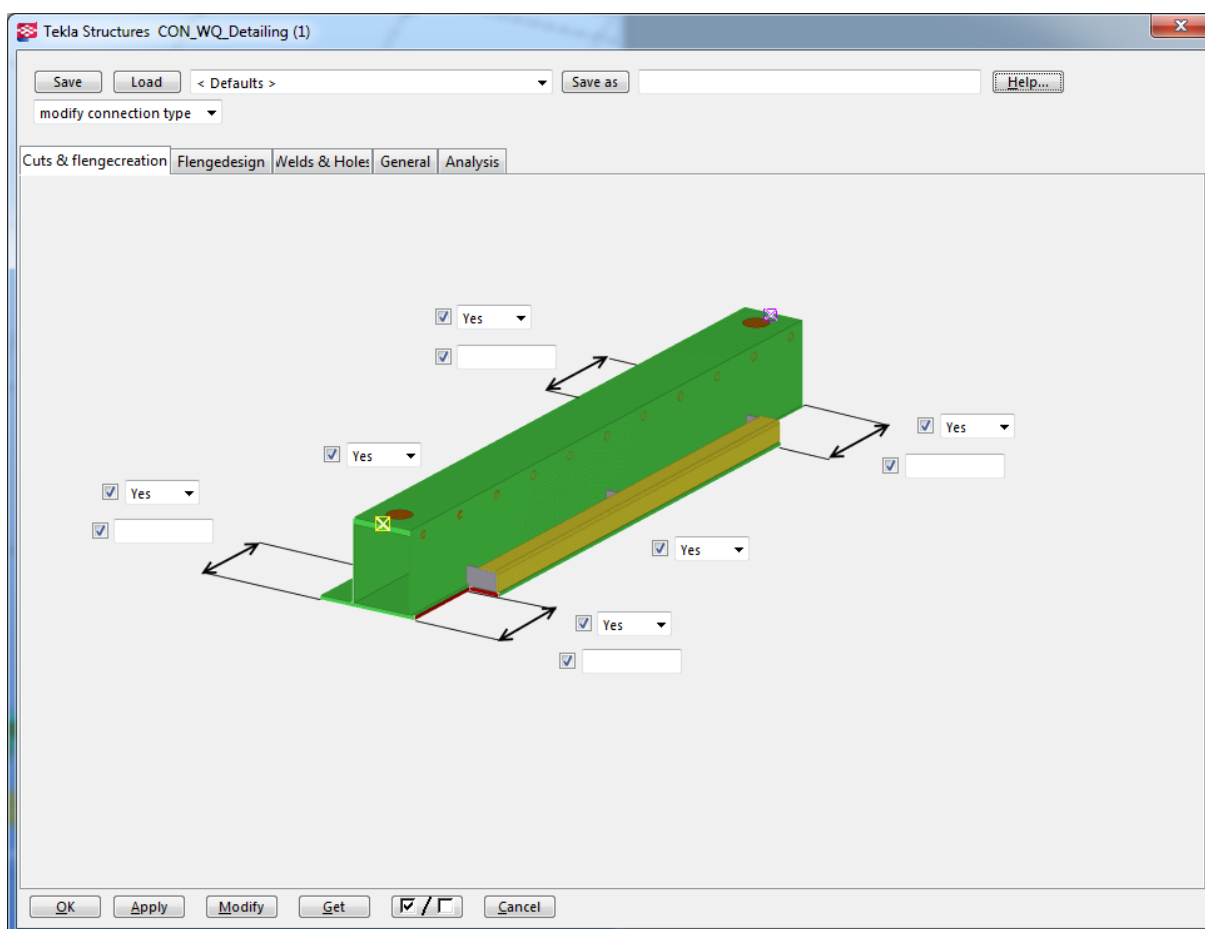 Tekla Structures CON_WQ_Detailing (1)
Save Load < Defaults > Save as Help...
modify connection type
Cuts & flengecreation Flengedesign Welds & Holes General Analysis
Yes
Yes
Yes
Yes
Yes
Yes
OK Apply Modify Get / Cancel